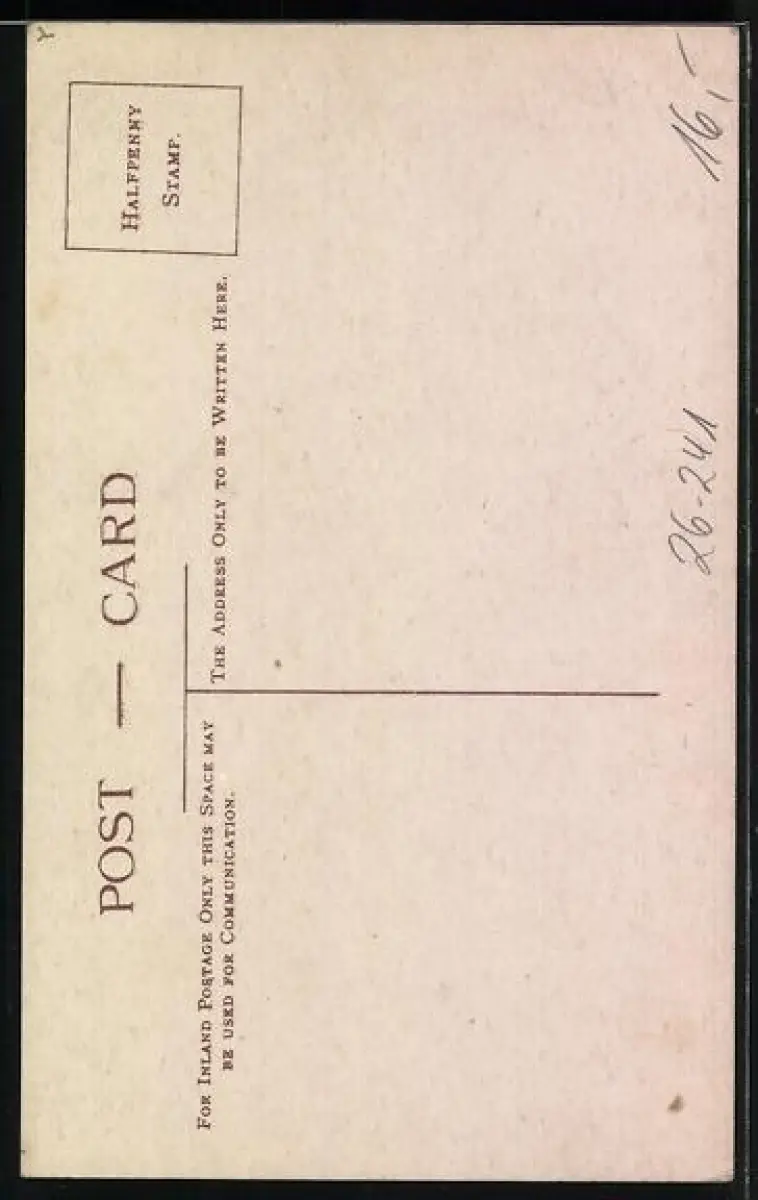 POST — CARD
HALFPENNY
STAMP.
FOR INLAND POSTAGE ONLY THIS SPACE MAY
BE USED FOR COMMUNICATION.
THE ADDRESS ONLY TO BE WRITTEN HERE.
26-241
16,-